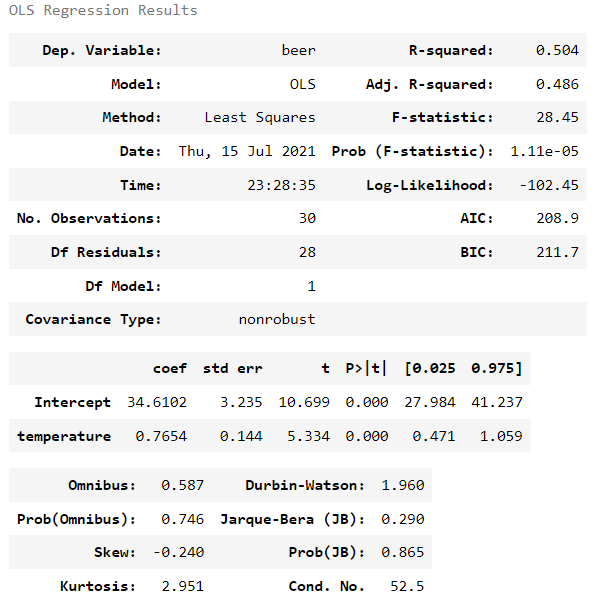 OLS Regression Results
Dep. Variable: beer R-squared: 0.504
Model: OLS Adj. R-squared: 0.486
Method: Least Squares F-statistic: 28.45
Date: Thu, 15 Jul 2021 Prob (F-statistic): 1.11e-05
Time: 23:28:35 Log-Likelihood: -102.45
No. Observations: 30 AIC: 208.9
Df Residuals: 28 BIC: 211.7
Df Model: 1
Covariance Type: nonrobust
coef std err t P>|t| [0.025 0.975]
Intercept 34.6102 3.235 10.699 0.000 27.984 41.237
temperature 0.7654 0.144 5.334 0.000 0.471 1.059
Omnibus: 0.587 Durbin-Watson: 1.960
Prob(Omnibus): 0.746 Jarque-Bera (JB): 0.290
Skew: -0.240 Prob(JB): 0.865
Kurtosis: 2.951 Cond. No. 52.5